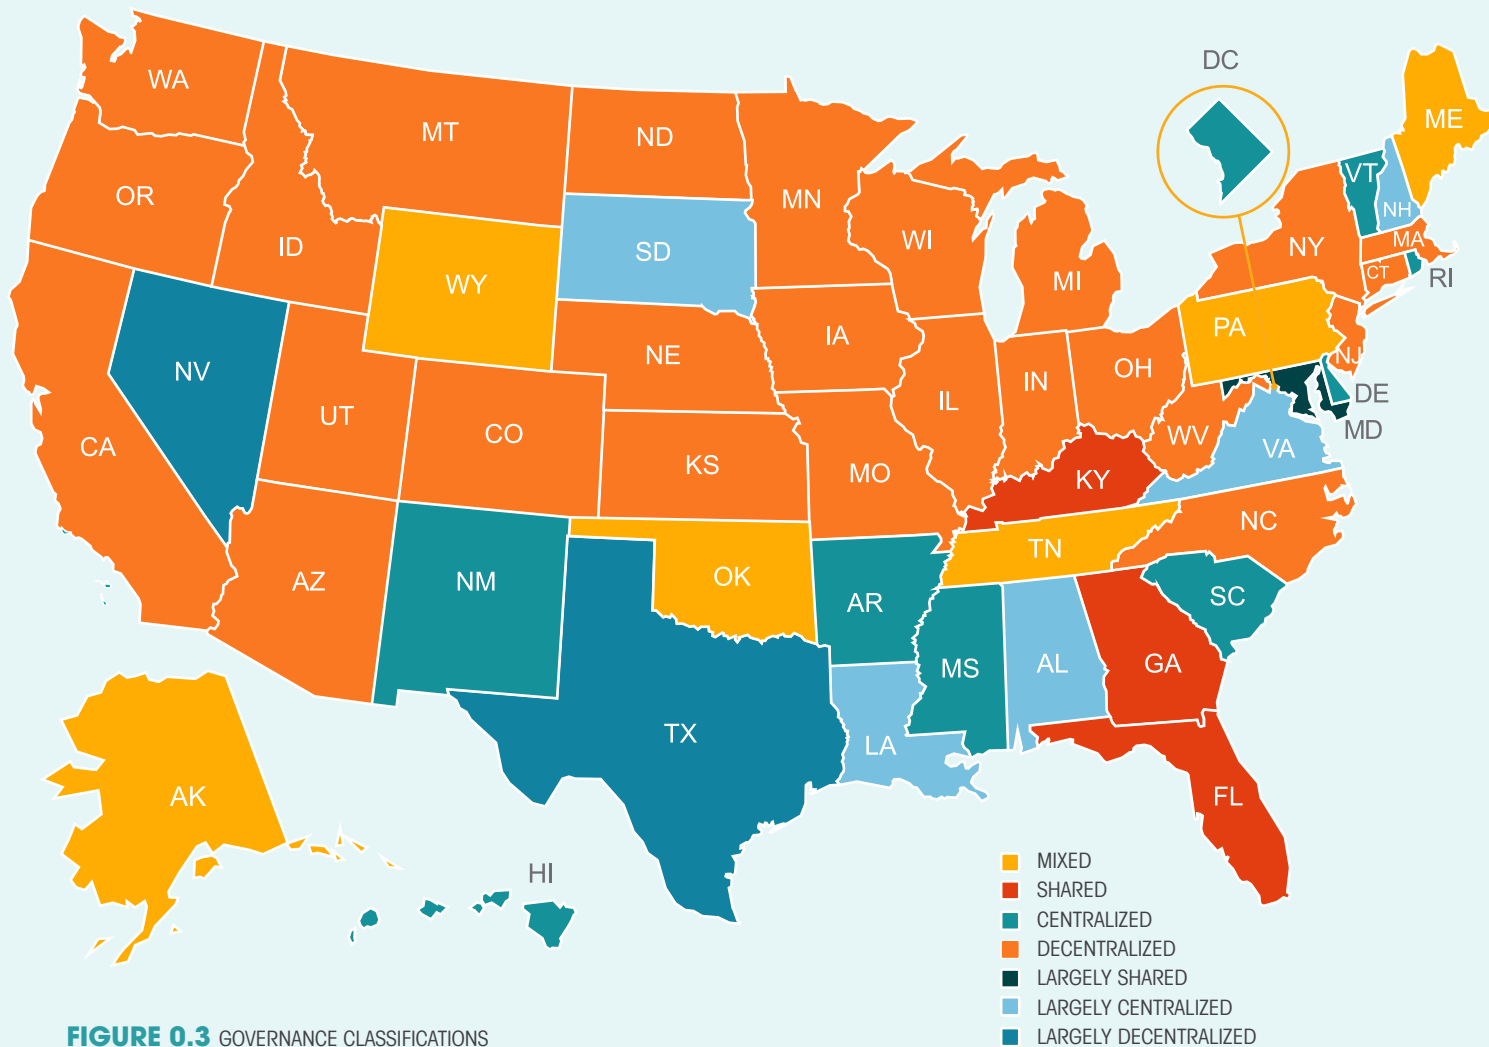 DC
WA
MT
ND
ME
OR
MN
VT
ID
SD
WI
NH
NY
MA
WY
MI
CT
RI
NE
IA
PA
NV
OH
NJ
IN
UT
CO
IL
DE
CA
KS
WV
MD
MO
KY
VA
NC
TN
AZ
NM
OK
AR
SC
MS
AL
GA
TX
LA
AK
FL
HI
MIXED
SHARED
CENTRALIZED
DECENTRALIZED
LARGELY SHARED
LARGELY CENTRALIZED
LARGELY DECENTRALIZED
FIGURE 0.3 GOVERNANCE CLASSIFICATIONS